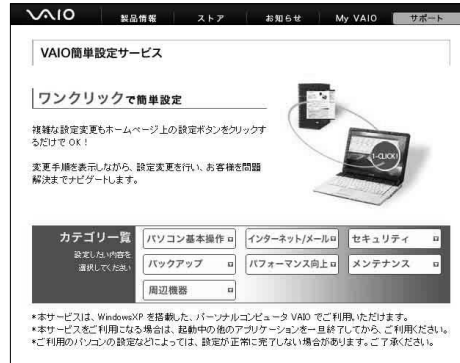 VAIO 製品情報 ストア お知らせ My VAIO サポート
VAIO簡単設定サービス
ワンクリックで簡単設定
複雑な設定変更もホームページ上の設定ボタンをクリックす
るだけで OK！
変更手順を表示しながら、設定変更を行い、お客様を問題
解決までナビゲートします。
1-CLICK!
カテゴリ一覧
設定したい内容を
選択してください
パソコン基本操作 インターネット/メール セキュリティ
バックアップ パフォーマンス向上 メンテナンス
周辺機器
*本サービスは、WindowsXP を搭載した、パーソナルコンピュータ VAIO でご利用いただけます。
*本サービスをご利用になる場合は、起動中の他のアプリケーションを一旦終了してから、ご利用ください。
*ご利用のパソコンの設定などによっては、設定が正常に完了しない場合があります。ご了承ください。